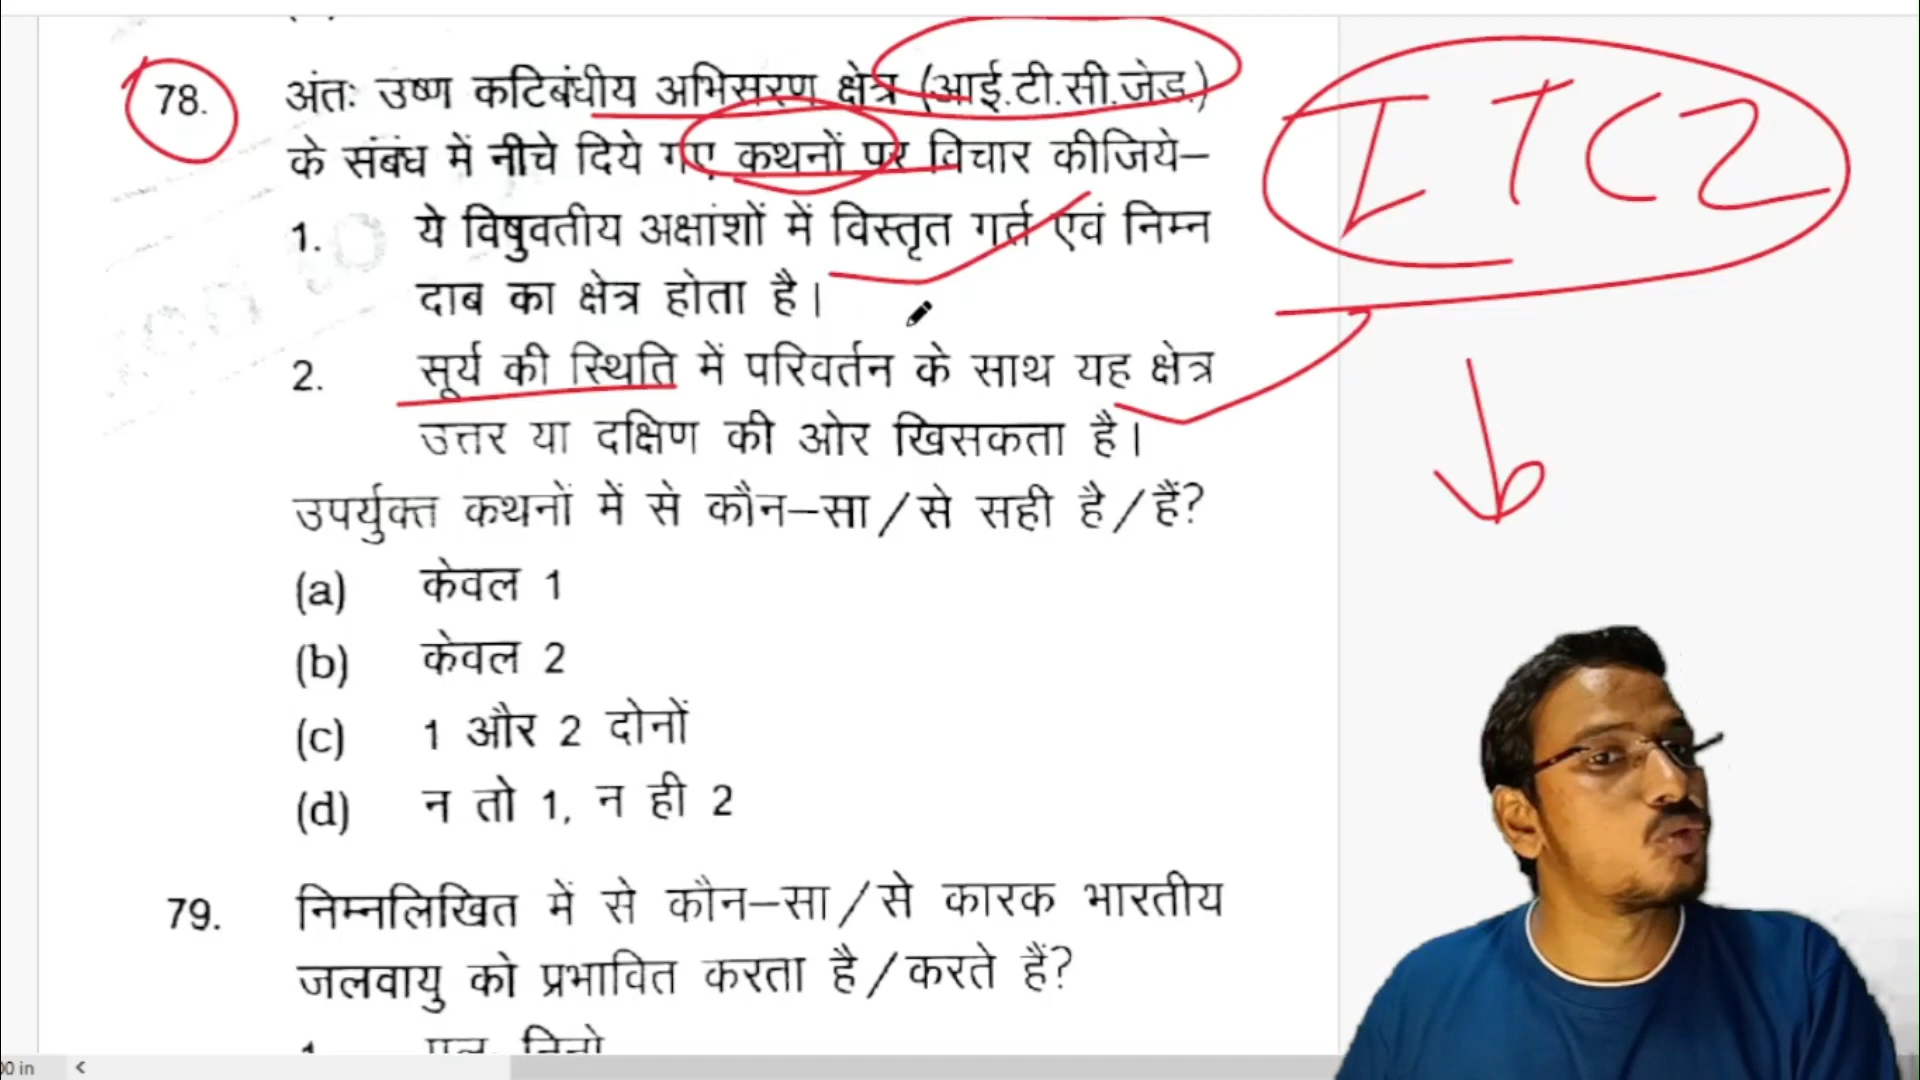 78. अंतः उष्ण कटिबंधीय अभिसरण क्षेत्र (आई.टी.सी.जेड.)
के संबंध में नीचे दिये गए कथनों पर विचार कीजिये–
1. ये विषुवतीय अक्षांशों में विस्तृत गर्त एवं निम्न
दाब का क्षेत्र होता है।
2. सूर्य की स्थिति में परिवर्तन के साथ यह क्षेत्र
उत्तर या दक्षिण की ओर खिसकता है।
उपर्युक्त कथनों में से कौन–सा/से सही है/हैं?
(a) केवल 1
(b) केवल 2
(c) 1 और 2 दोनों
(d) न तो 1, न ही 2
79. निम्नलिखित में से कौन–सा/से कारक भारतीय
जलवायु को प्रभावित करता है/करते हैं?
ITCZ